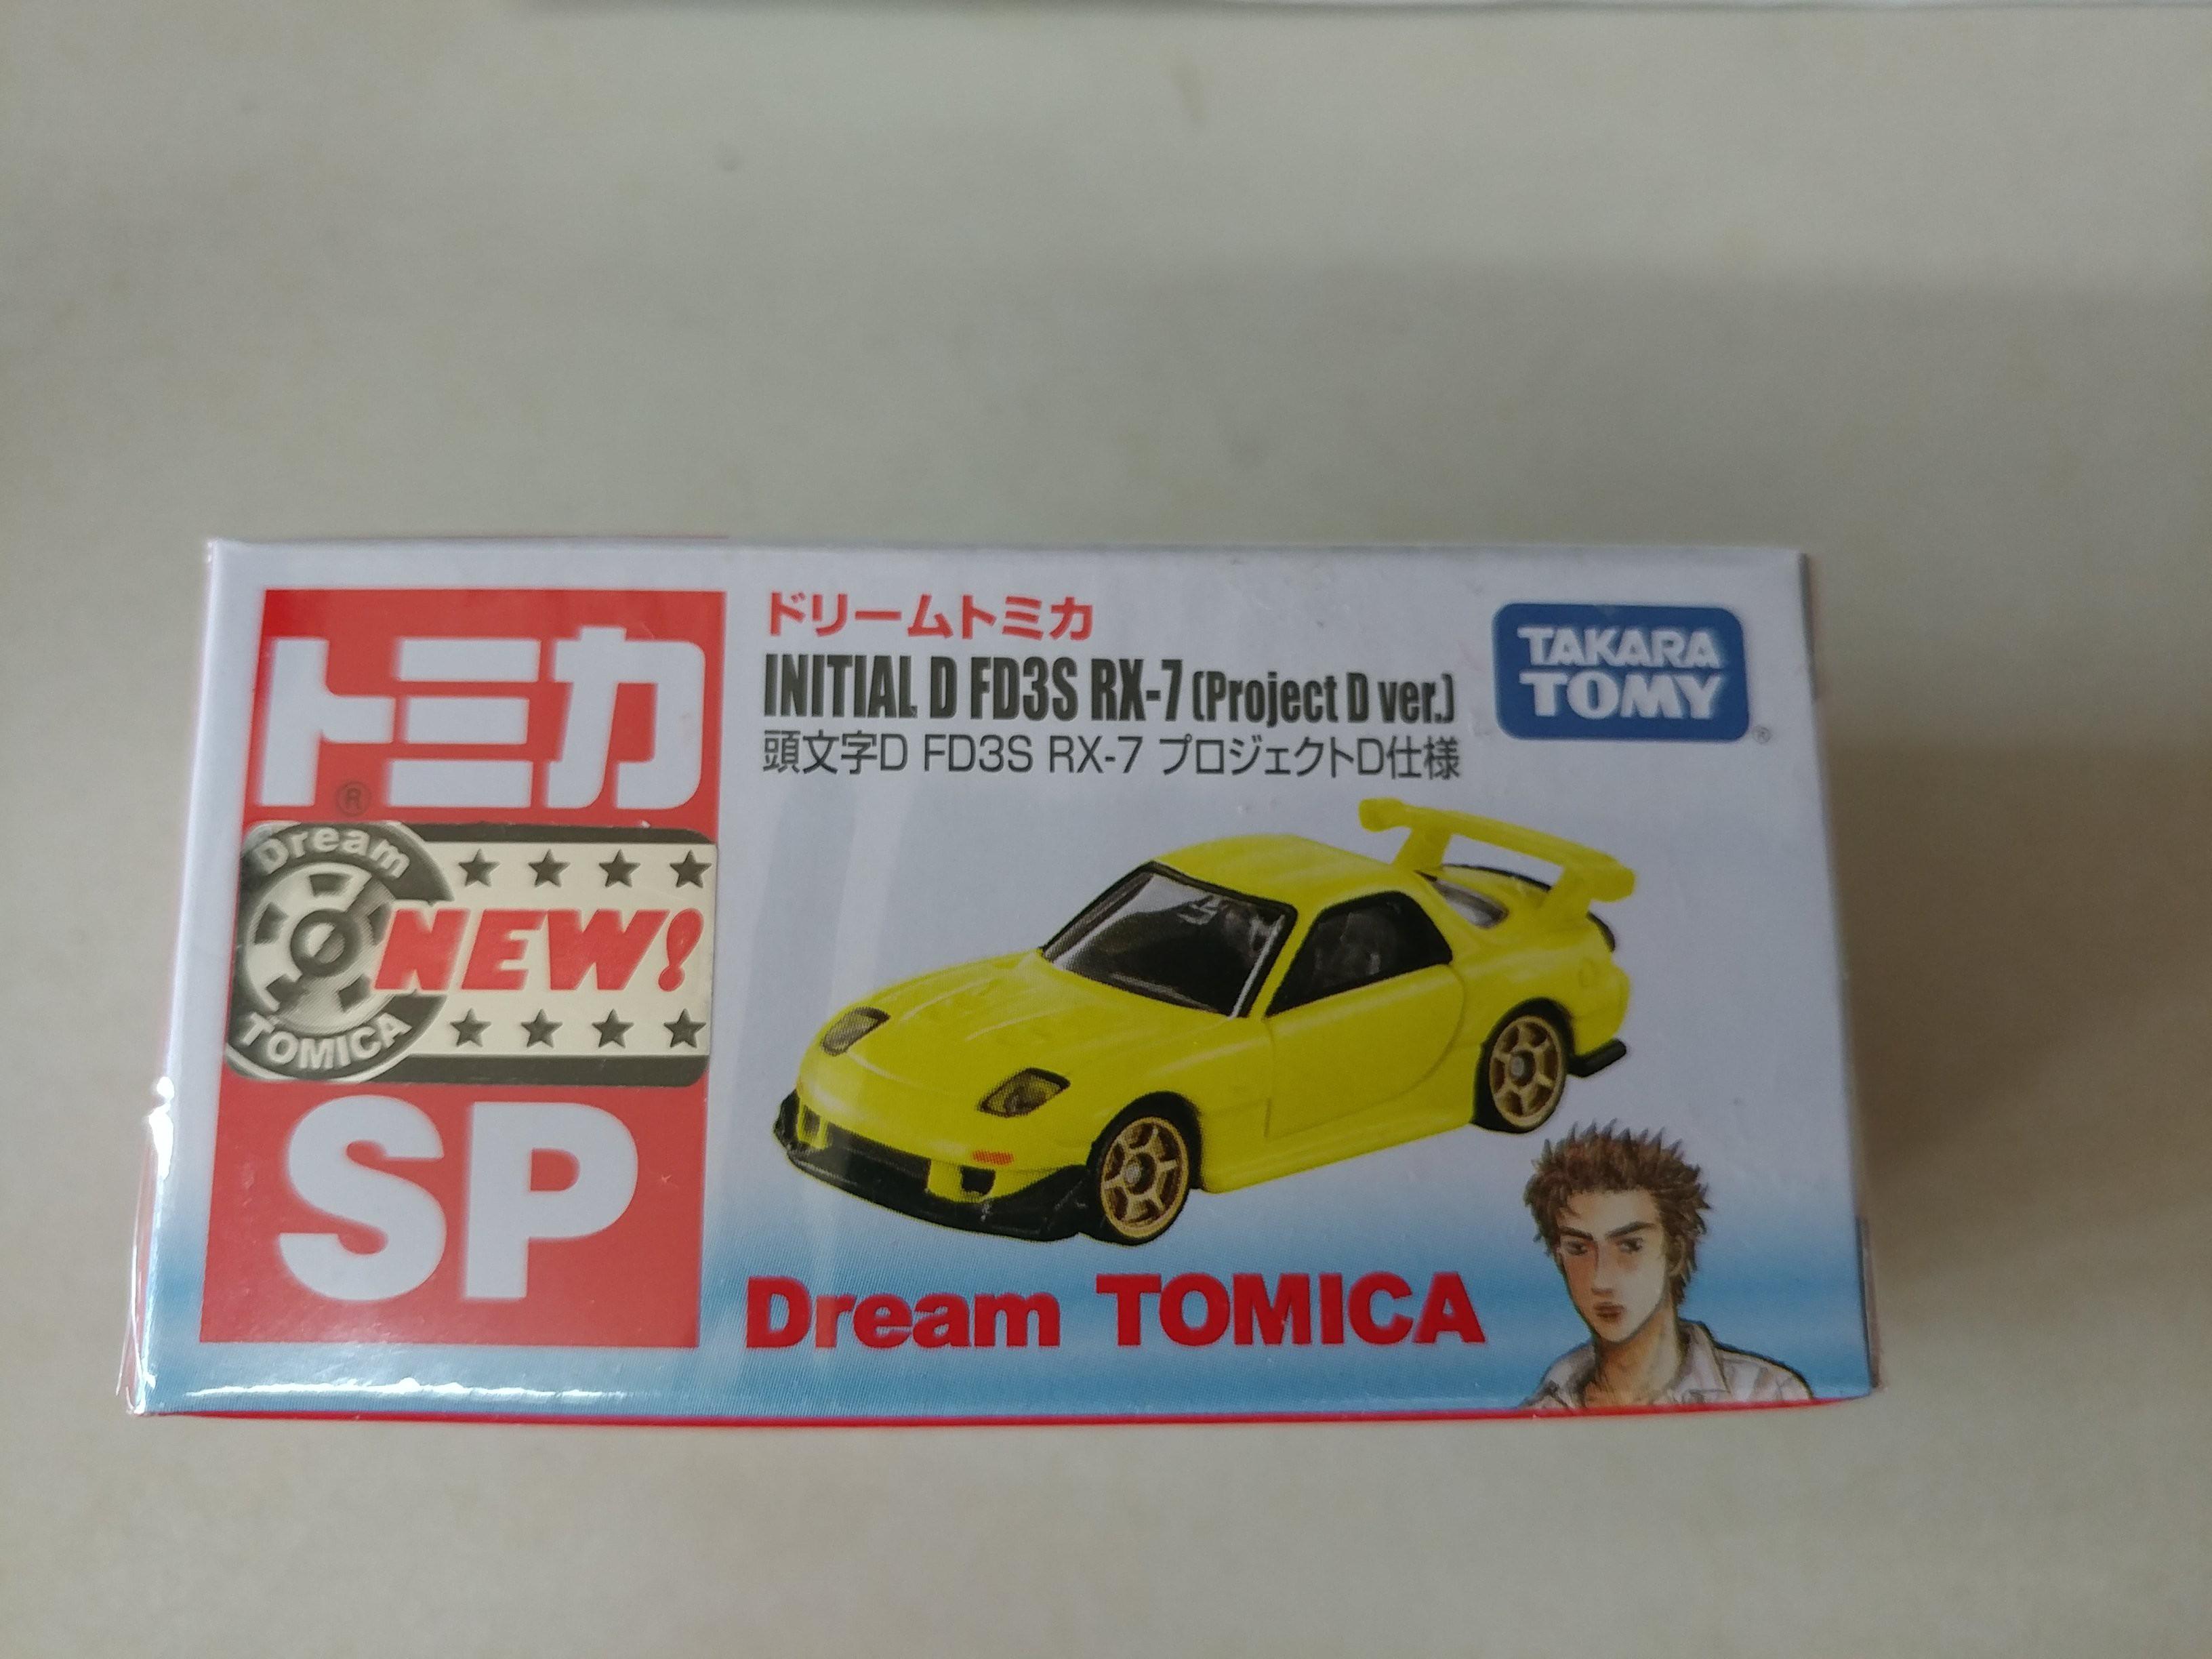 トミカ
®
Dream
NEW!
TOMICA
SP
ドリームトミカ
INITIAL D FD3S RX-7 (Project D ver.)
頭文字D FD3S RX-7 プロジェクトD仕様
TAKARA
TOMY
®
Dream TOMICA